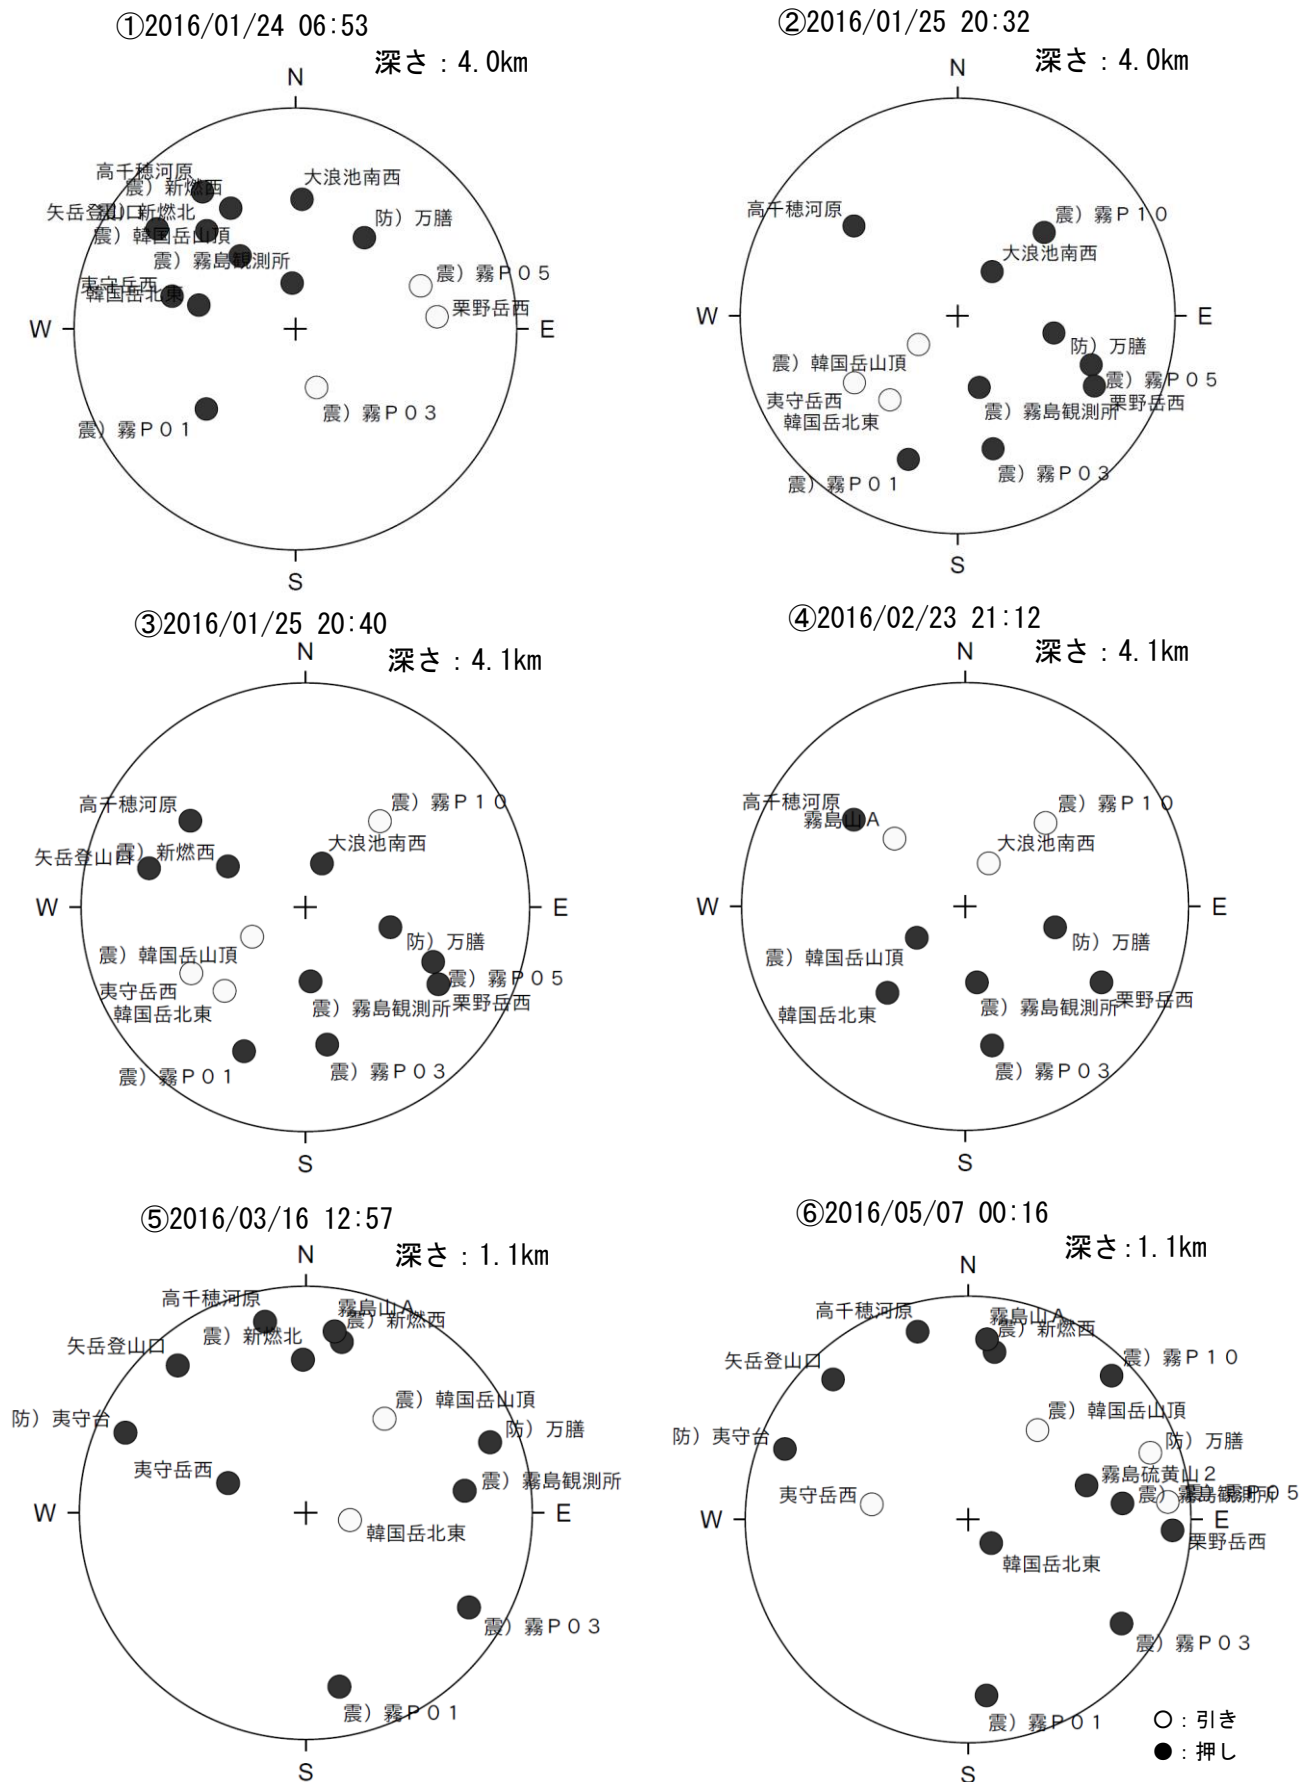 ①2016/01/24 06:53
深さ：4.0km
N
高千穂河原
震）新燃西
大浪池南西
矢岳登山口
震）新燃北
防）万膳
震）韓国岳山頂
震）霧島観測所
震）霧Ｐ０５
夷守岳西
韓国岳北東
栗野岳西
W
E
震）霧Ｐ０３
震）霧Ｐ０１
S
②2016/01/25 20:32
深さ：4.0km
N
高千穂河原
震）霧Ｐ１０
大浪池南西
W
E
防）万膳
震）韓国岳山頂
震）霧Ｐ０５
夷守岳西
栗野岳西
震）霧島観測所
韓国岳北東
震）霧Ｐ０３
震）霧Ｐ０１
S
③2016/01/25 20:40
深さ：4.1km
N
高千穂河原
震）霧Ｐ１０
大浪池南西
矢岳登山口
震）新燃西
W
E
防）万膳
震）韓国岳山頂
震）霧Ｐ０５
夷守岳西
栗野岳西
韓国岳北東
震）霧島観測所
震）霧Ｐ０３
震）霧Ｐ０１
S
④2016/02/23 21:12
深さ：4.1km
N
高千穂河原
震）霧Ｐ１０
霧島山Ａ
大浪池南西
W
E
防）万膳
震）韓国岳山頂
韓国岳北東
震）霧島観測所
栗野岳西
震）霧Ｐ０３
S
⑤2016/03/16 12:57
深さ：1.1km
N
高千穂河原
霧島山Ａ
震）新燃西
震）新燃北
矢岳登山口
震）韓国岳山頂
防）夷守台
防）万膳
夷守岳西
震）霧島観測所
W
E
韓国岳北東
震）霧Ｐ０３
震）霧Ｐ０１
S
⑥2016/05/07 00:16
深さ：1.1km
N
高千穂河原
霧島山Ａ
震）新燃西
矢岳登山口
震）霧Ｐ１０
震）韓国岳山頂
防）夷守台
防）万膳
霧島硫黄山２
夷守岳西
震）霧島観測所
震）霧Ｐ０５
W
E
栗野岳西
韓国岳北東
震）霧Ｐ０３
震）霧Ｐ０１
S
○：引き
●：押し